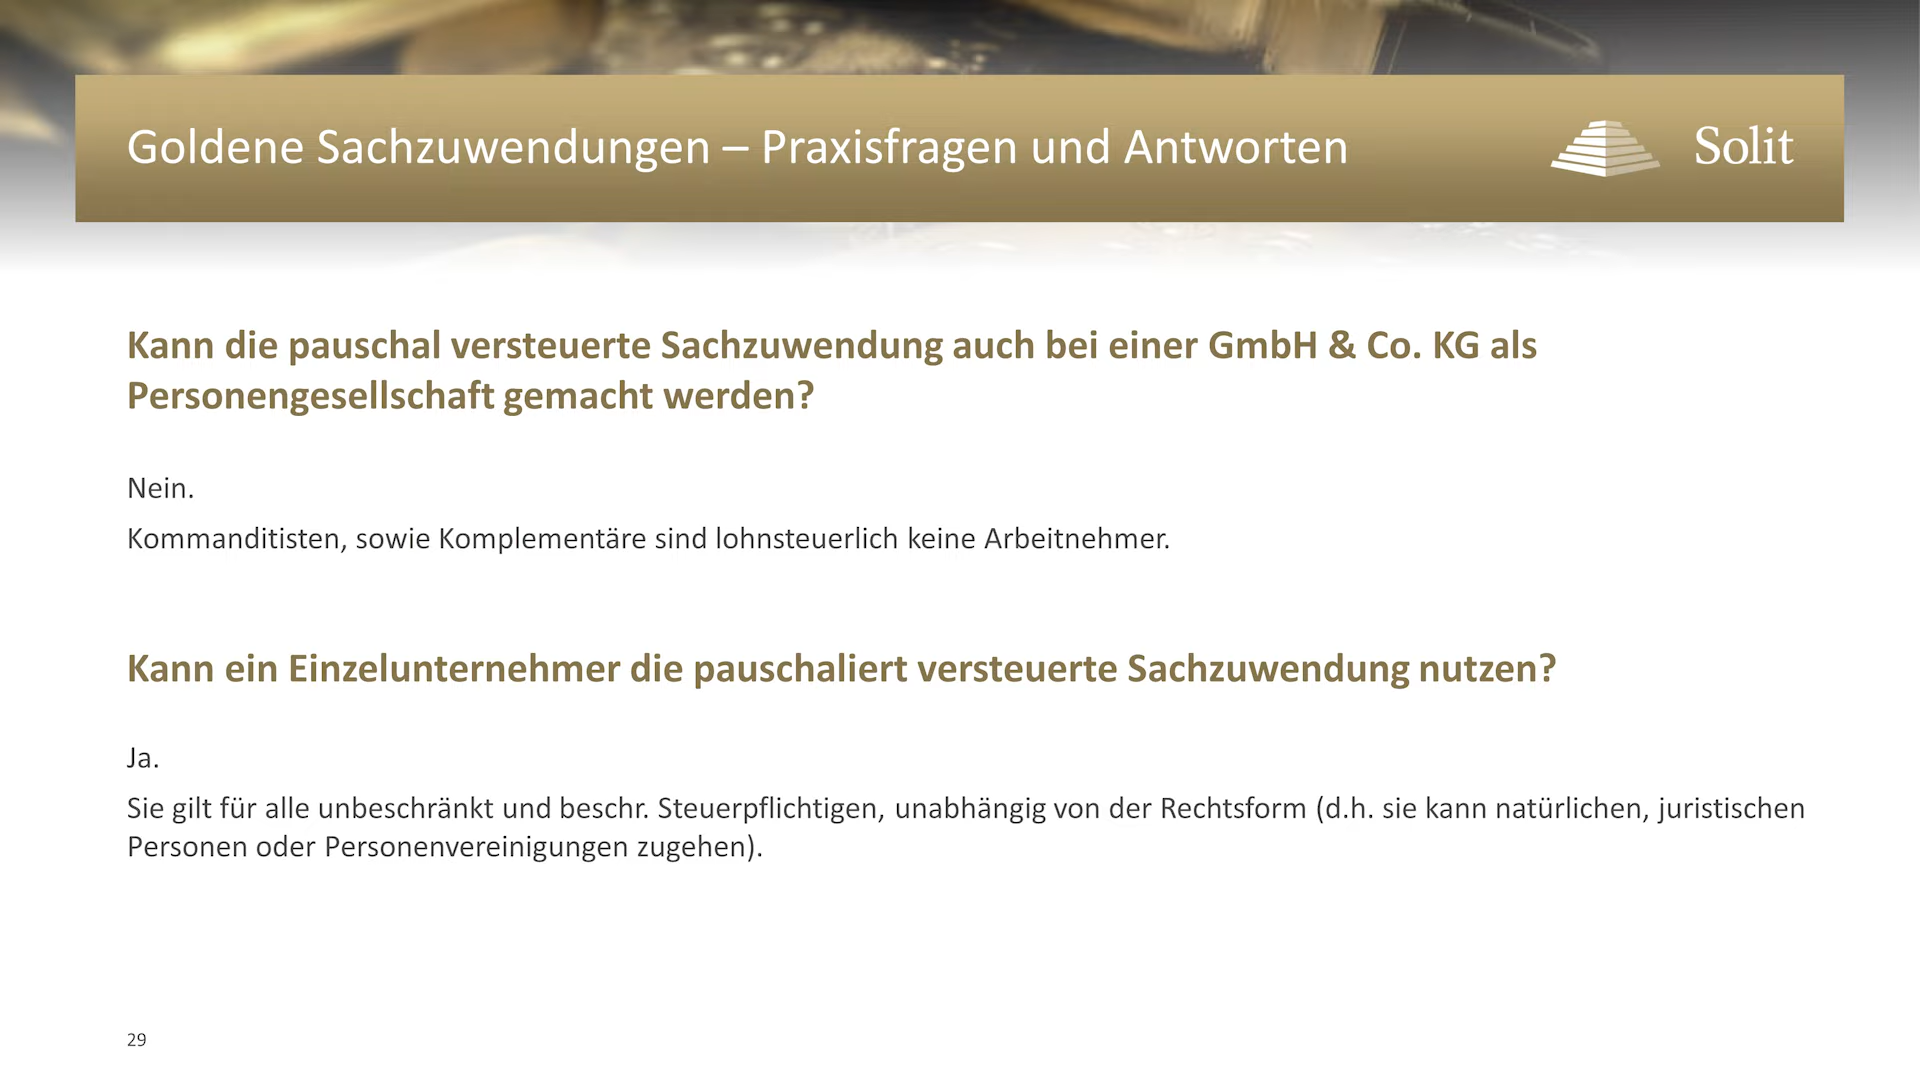 Goldene Sachzuwendungen – Praxisfragen und Antworten
Solit
Kann die pauschal versteuerte Sachzuwendung auch bei einer GmbH & Co. KG als
Personengesellschaft gemacht werden?
Nein.
Kommanditisten, sowie Komplementäre sind lohnsteuerlich keine Arbeitnehmer.
Kann ein Einzelunternehmer die pauschaliert versteuerte Sachzuwendung nutzen?
Ja.
Sie gilt für alle unbeschränkt und beschr. Steuerpflichtigen, unabhängig von der Rechtsform (d.h. sie kann natürlichen, juristischen
Personen oder Personenvereinigungen zugehen).
29